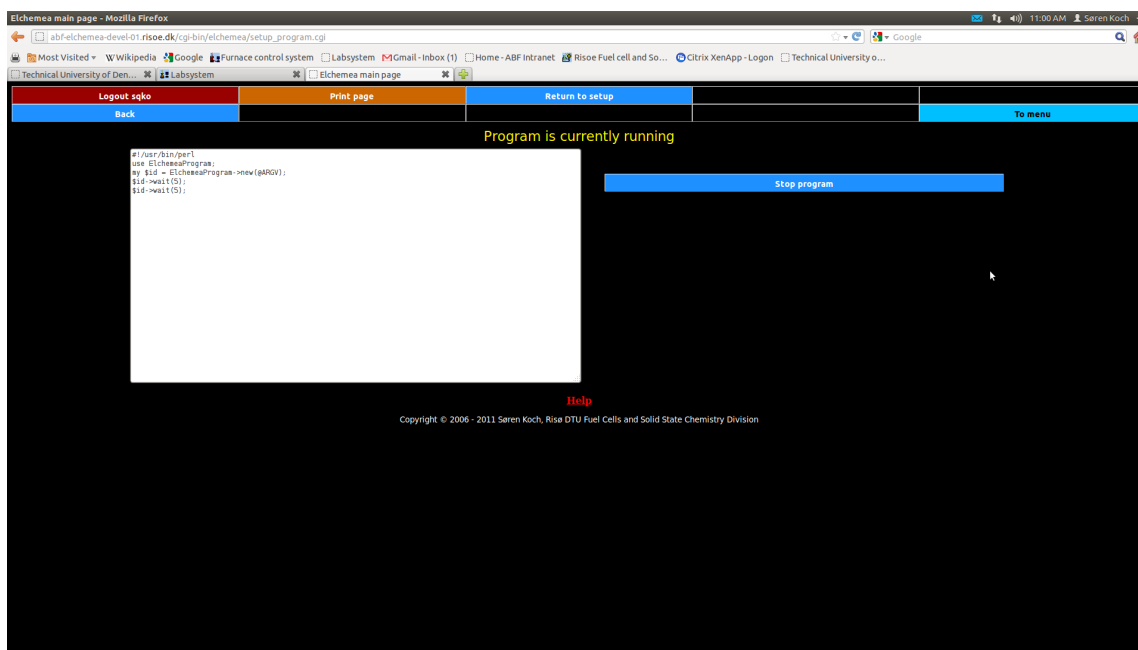 Elchemea main page - Mozilla Firefox
11:00 AM Søren Koch
abf-elchemea-devel-01.risoe.dk/cgi-bin/elchemea/setup_program.cgi
Google
Most Visited Wikipedia Google Furnace control system Labsystem Gmail - Inbox (1) Home - ABF Intranet Risoe Fuel cell and So... Citrix XenApp - Logon Technical University o...
Technical University of Den... Labsystem Elchemea main page
Logout sqko Print page Return to setup
Back To menu
Program is currently running
#!/usr/bin/perl
use ElchemeaProgram;
my $id = ElchemeaProgram->new(@ARGV);
$id->wait(5);
$id->wait(5);
Stop program
Help
Copyright © 2006 - 2011 Søren Koch, Risø DTU Fuel Cells and Solid State Chemistry Division